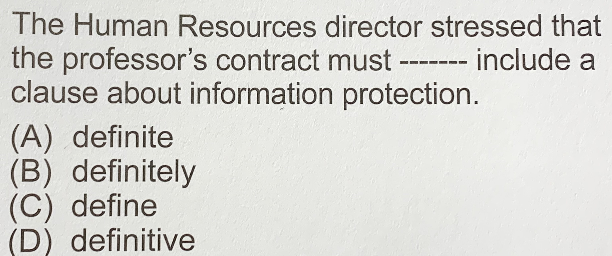 The Human Resources director stressed that
the professor's contract must ------- include a
clause about information protection.
(A) definite
(B) definitely
(C) define
(D) definitive